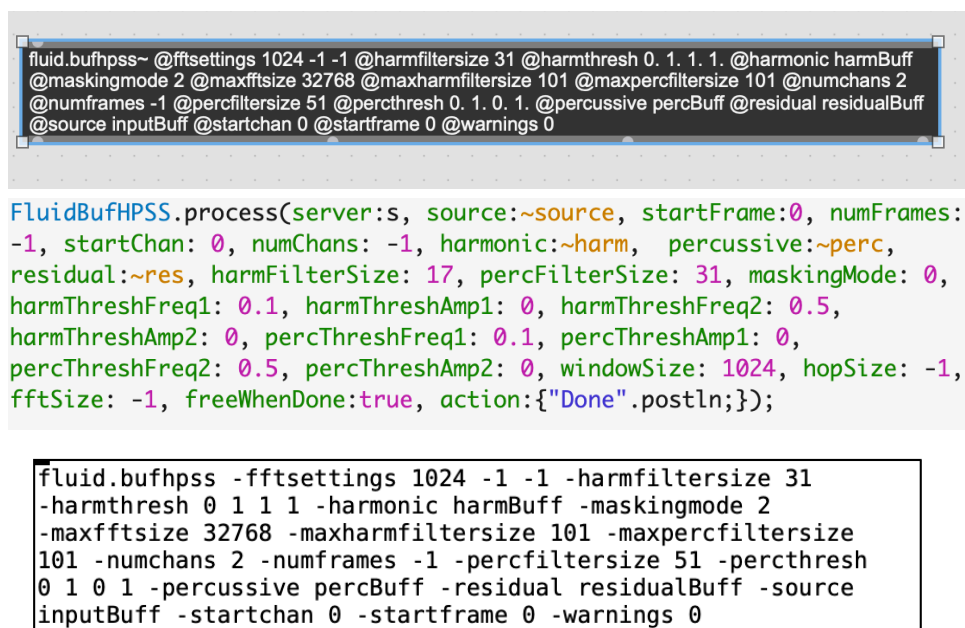 fluid.bufhpss~ @fftsettings 1024 -1 -1 @harmfiltersize 31 @harmthresh 0. 1. 1. 1. @harmonic harmBuff
@maskingmode 2 @maxfftsize 32768 @maxharmfiltersize 101 @maxpercfiltersize 101 @numchans 2
@numframes -1 @percfiltersize 51 @percthresh 0. 1. 0. 1. @percussive percBuff @residual residualBuff
@source inputBuff @startchan 0 @startframe 0 @warnings 0
FluidBufHPSS.process(server:s, source:~source, startFrame:0, numFrames:
-1, startChan: 0, numChans: -1, harmonic:~harm,  percussive:~perc,
residual:~res, harmFilterSize: 17, percFilterSize: 31, maskingMode: 0,
harmThreshFreq1: 0.1, harmThreshAmp1: 0, harmThreshFreq2: 0.5,
harmThreshAmp2: 0, percThreshFreq1: 0.1, percThreshAmp1: 0,
percThreshFreq2: 0.5, percThreshAmp2: 0, windowSize: 1024, hopSize: -1,
fftSize: -1, freeWhenDone:true, action:{"Done".postln;});
fluid.bufhpss -fftsettings 1024 -1 -1 -harmfiltersize 31
-harmthresh 0 1 1 1 -harmonic harmBuff -maskingmode 2
-maxfftsize 32768 -maxharmfiltersize 101 -maxpercfiltersize
101 -numchans 2 -numframes -1 -percfiltersize 51 -percthresh
0 1 0 1 -percussive percBuff -residual residualBuff -source
inputBuff -startchan 0 -startframe 0 -warnings 0